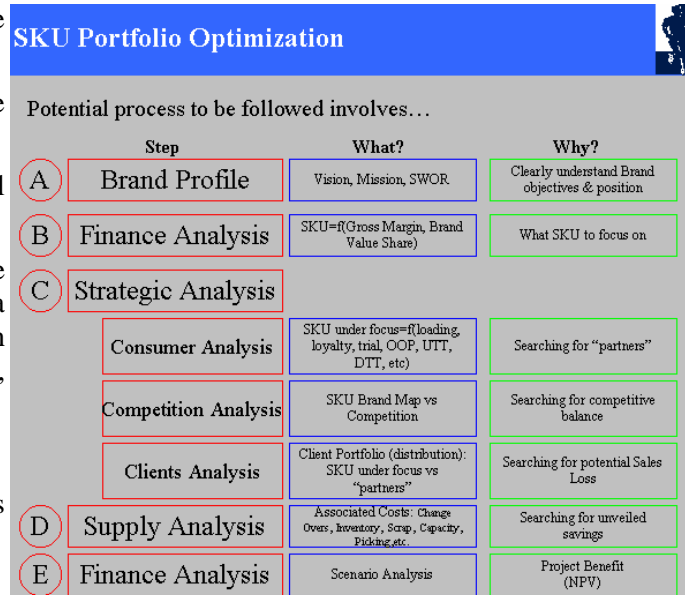 SKU Portfolio Optimization
Potential process to be followed involves…
Step What? Why?
A Brand Profile Vision, Mission, SWOR Clearly understand Brand
objectives & position
B Finance Analysis SKU=f(Gross Margin, Brand
Value Share) What SKU to focus on
C Strategic Analysis
Consumer Analysis SKU under focus=f(loading,
loyalty, trial, OOP, UTT,
DTT, etc) Searching for “partners”
Competition Analysis SKU Brand Map vs
Competition Searching for competitive
balance
Clients Analysis Client Portfolio (distribution):
SKU under focus vs
“partners” Searching for potential Sales
Loss
D Supply Analysis Associated Costs: Change
Overs, Inventory, Scrap, Capacity,
Picking,etc. Searching for unveiled
savings
E Finance Analysis Scenario Analysis Project Benefit
(NPV)